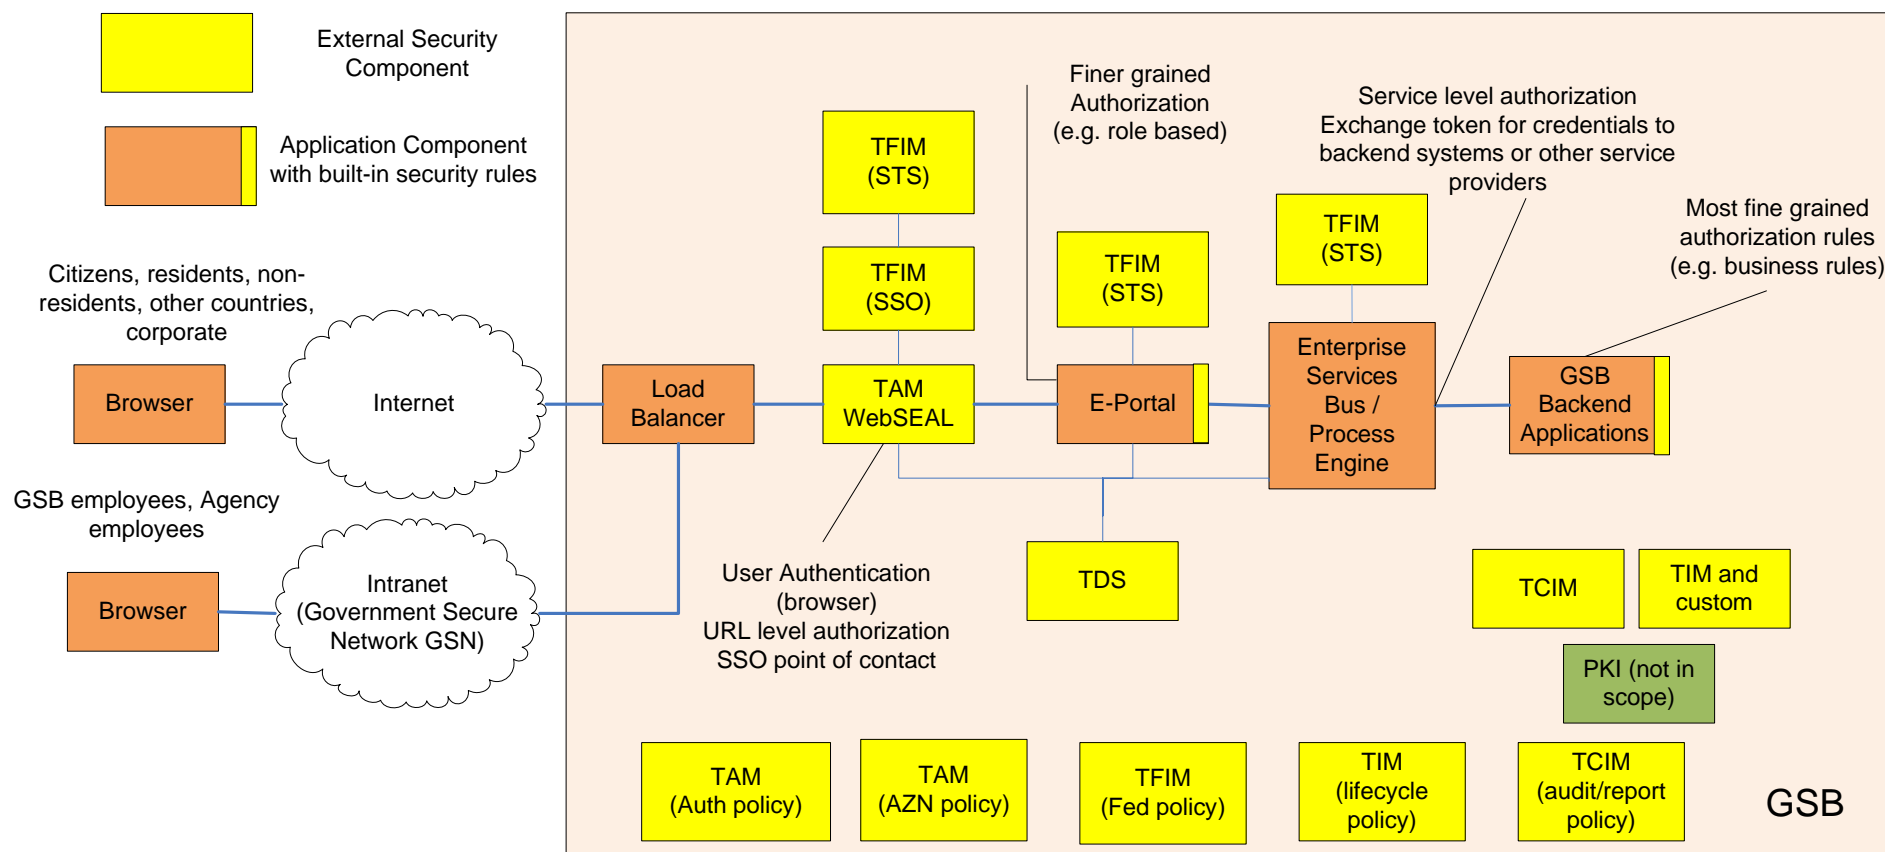 External Security
Component
Application Component
with built-in security rules
Citizens, residents, non-
residents, other countries,
corporate
Browser
Internet
GSB employees, Agency
employees
Browser
Intranet
(Government Secure
Network GSN)
Load
Balancer
TFIM
(STS)
TFIM
(SSO)
TAM
WebSEAL
User Authentication
(browser)
URL level authorization
SSO point of contact
Finer grained
Authorization
(e.g. role based)
TFIM
(STS)
E-Portal
TDS
Service level authorization
Exchange token for credentials to
backend systems or other service
providers
TFIM
(STS)
Enterprise
Services
Bus /
Process
Engine
Most fine grained
authorization rules
(e.g. business rules)
GSB
Backend
Applications
TCIM
TIM and
custom
PKI (not in
scope)
TAM
(Auth policy)
TAM
(AZN policy)
TFIM
(Fed policy)
TIM
(lifecycle
policy)
TCIM
(audit/report
policy)
GSB